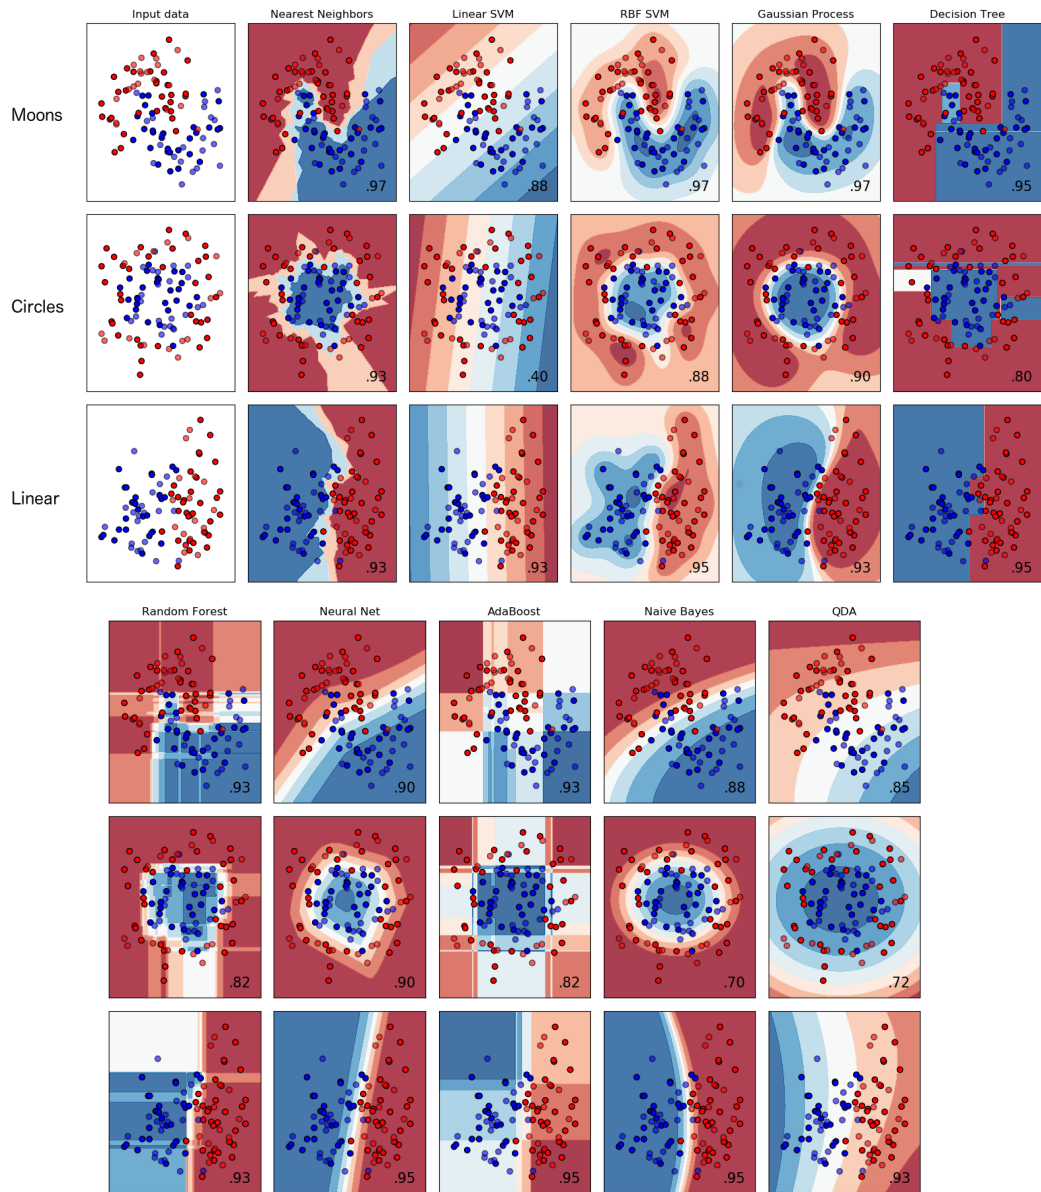 Input data Nearest Neighbors Linear SVM RBF SVM Gaussian Process Decision Tree
Moons .97 .88 .97 .97 .95
Circles .93 .40 .88 .90 .80
Linear .93 .93 .95 .93 .95
Random Forest Neural Net AdaBoost Naive Bayes QDA
.93 .90 .93 .88 .85
.82 .90 .82 .70 .72
.93 .95 .95 .95 .93